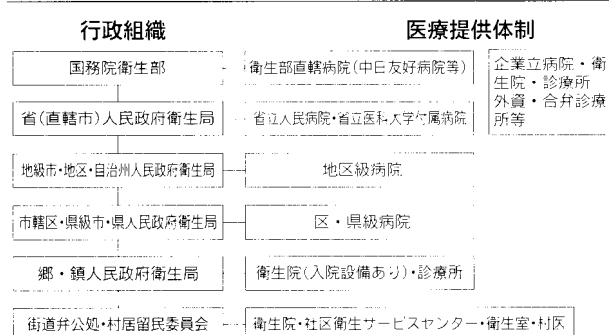 行政組織
医療提供体制
国務院衛生部
衛生部直轄病院(中日友好病院等)
企業立病院・衛
生院・診療所
外資・合弁診療
所等
省(直轄市)人民政府衛生局
省立人民病院・省立医科大学付属病院
地級市・地区・自治州人民政府衛生局
地区級病院
市轄区・県級市・県人民政府衛生局
区・県級病院
郷・鎮人民政府衛生局
衛生院(入院設備あり)・診療所
街道弁公処・村居留民委員会
衛生院・社区衛生サービスセンター・衛生室・村医